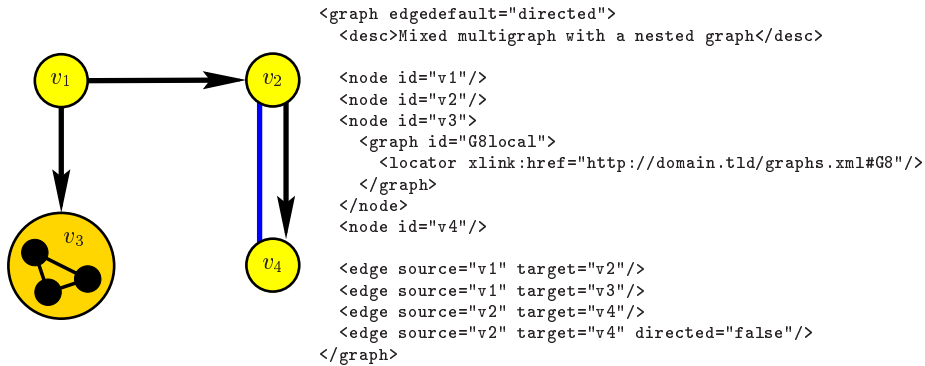 v1
v2
v3
v4
<graph edgedefault="directed">
  <desc>Mixed multigraph with a nested graph</desc>
  <node id="v1"/>
  <node id="v2"/>
  <node id="v3">
    <graph id="G8local">
      <locator xlink:href="http://domain.tld/graphs.xml#G8"/>
    </graph>
  </node>
  <node id="v4"/>
  <edge source="v1" target="v2"/>
  <edge source="v1" target="v3"/>
  <edge source="v2" target="v4"/>
  <edge source="v2" target="v4" directed="false"/>
</graph>